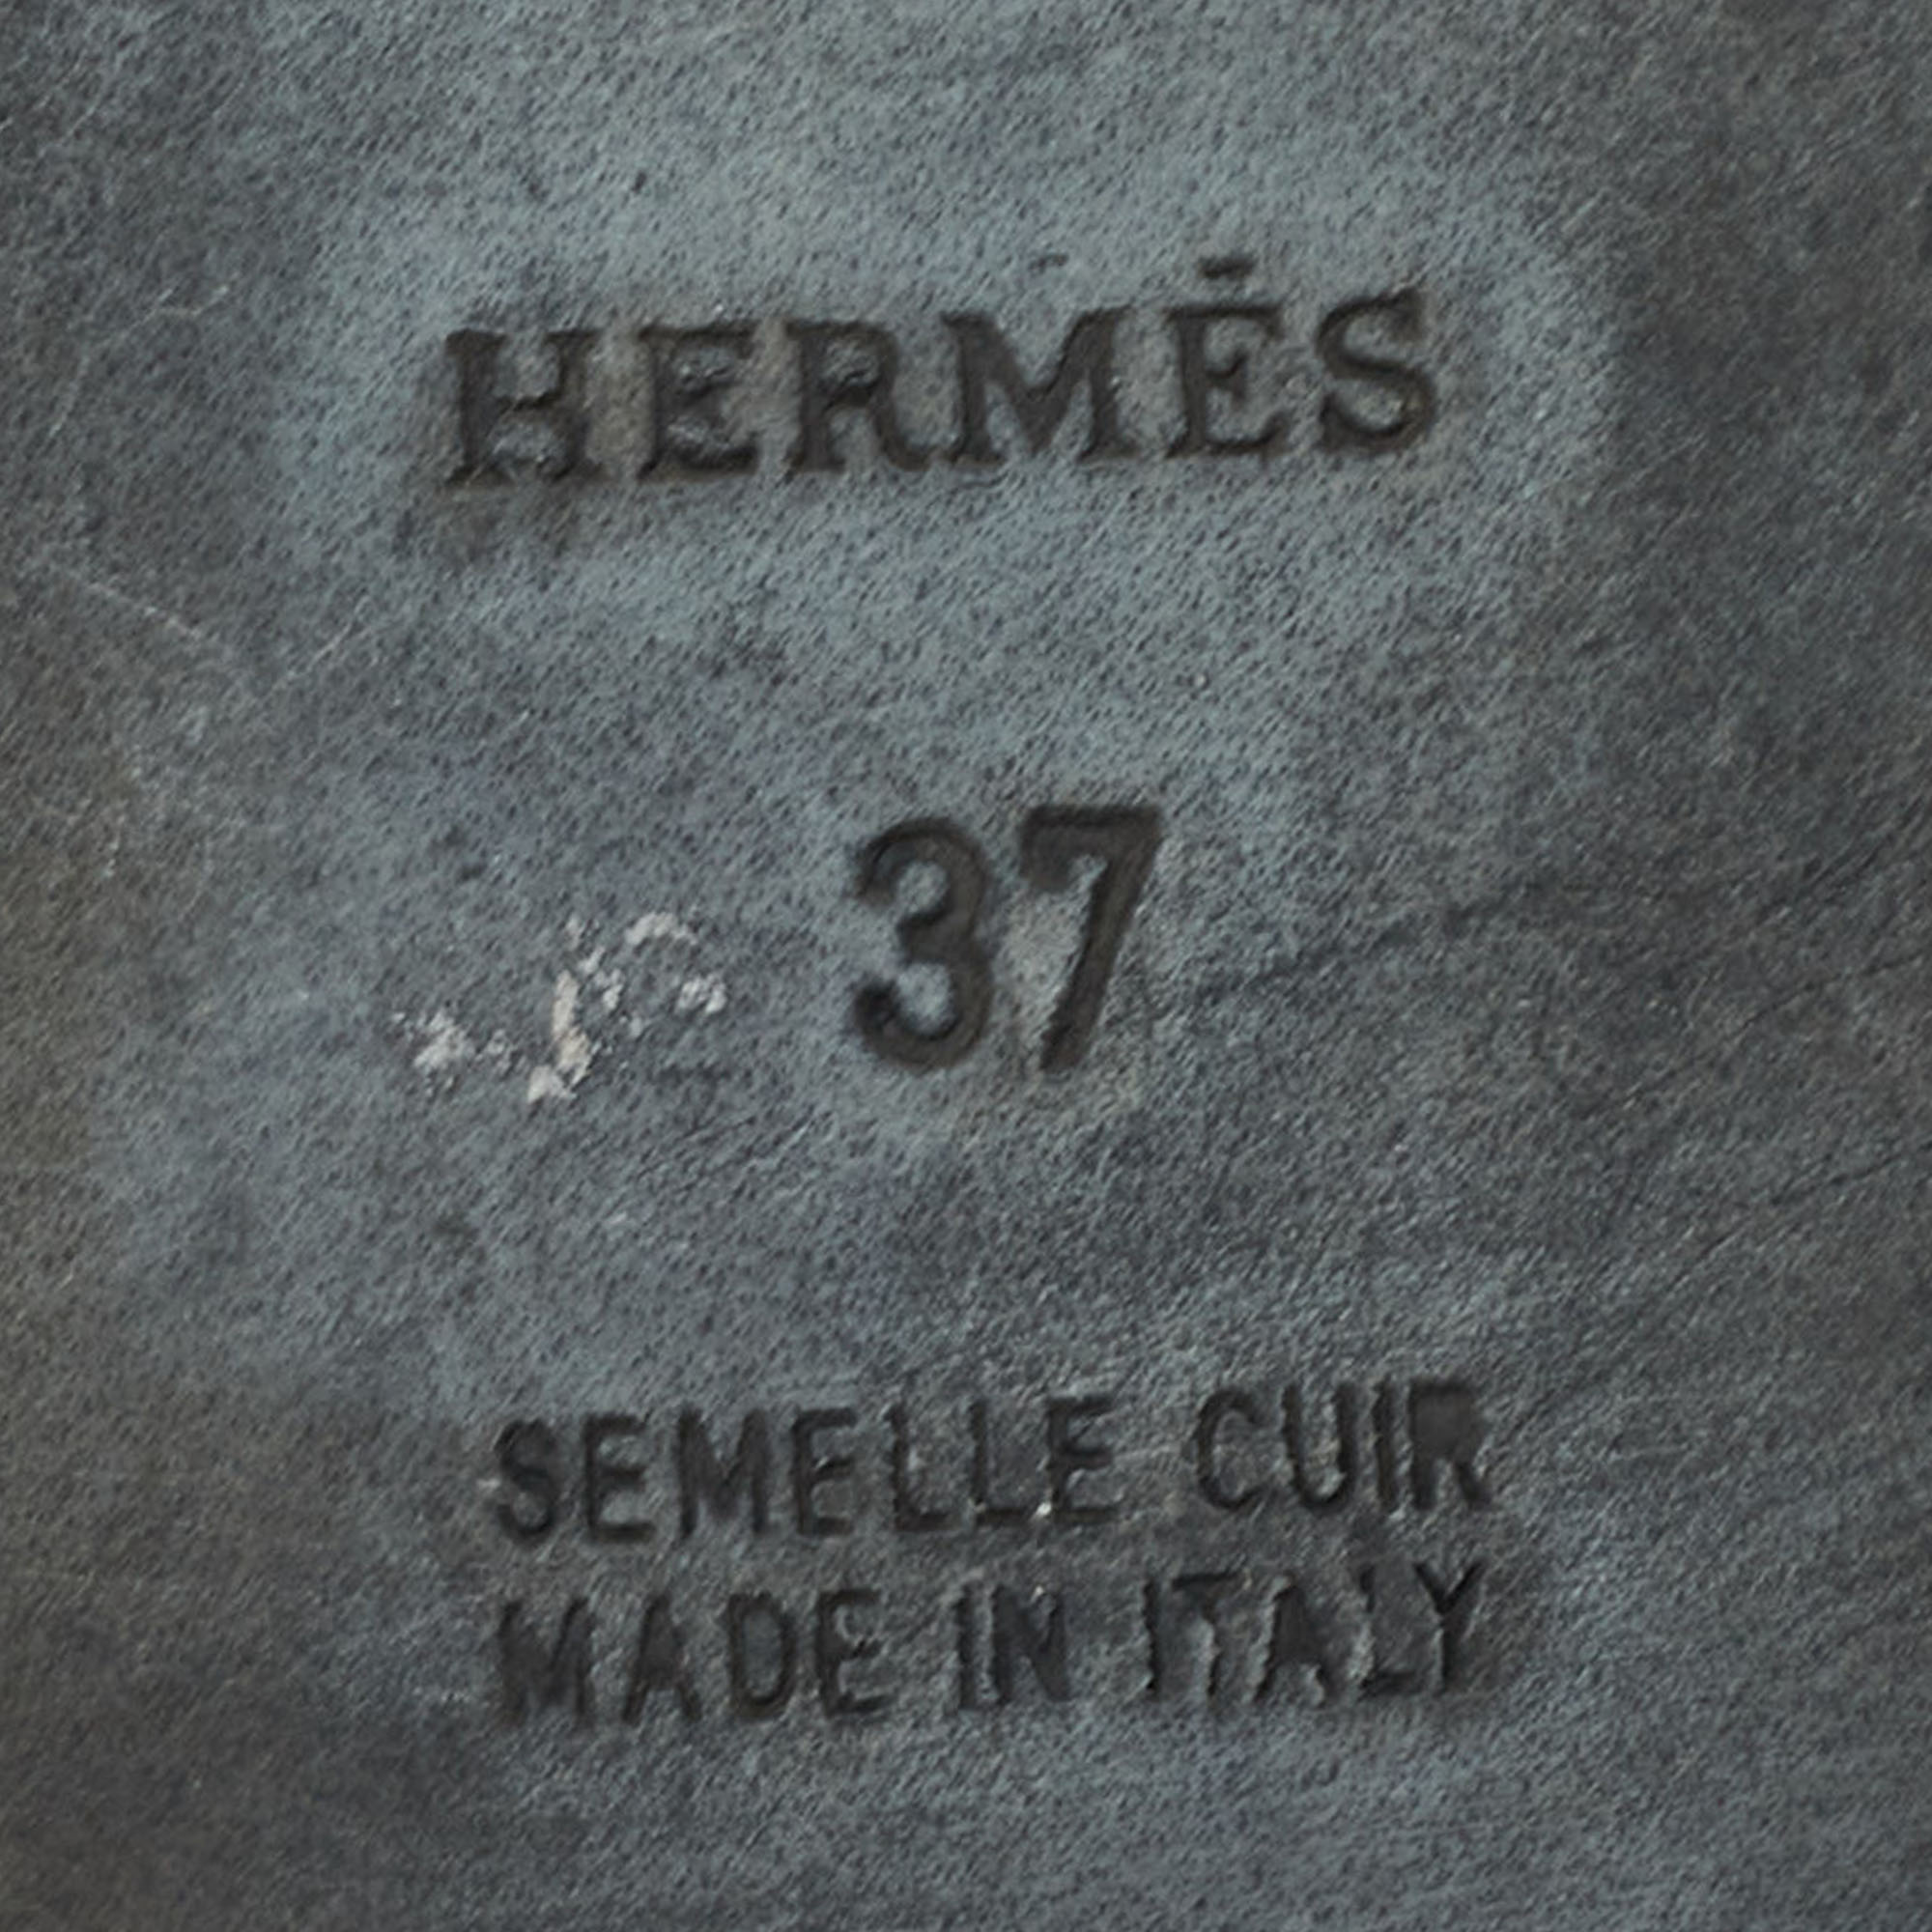 HERMÈS
37
SEMELLE CUIR
MADE IN ITALY